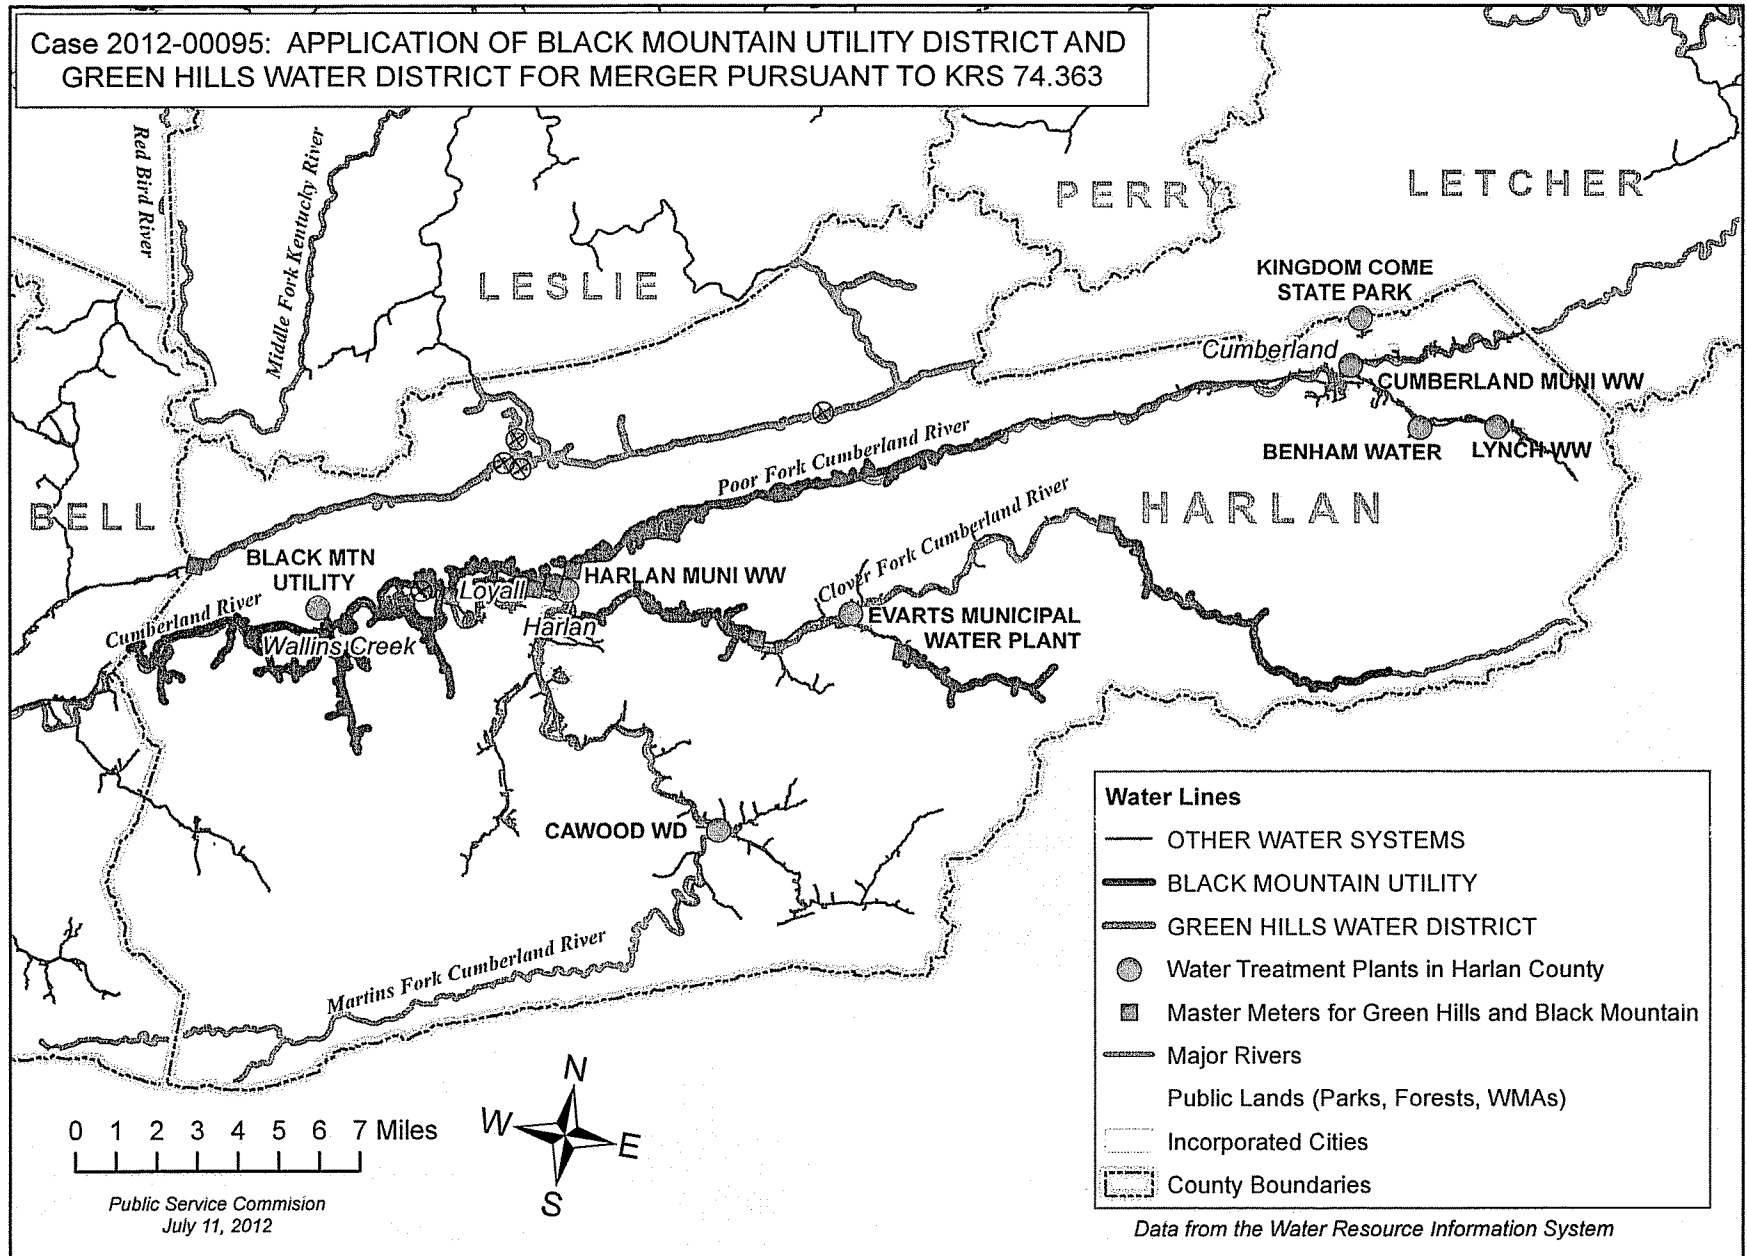 Case 2012-00095: APPLICATION OF BLACK MOUNTAIN UTILITY DISTRICT AND
GREEN HILLS WATER DISTRICT FOR MERGER PURSUANT TO KRS 74.363
Red Bird River
Middle Fork Kentucky River
PERRY
LETCHER
LESLIE
KINGDOM COME
STATE PARK
Cumberland
CUMBERLAND MUNI WW
BENHAM WATER
LYNCH WW
Poor Fork Cumberland River
BELL
HARLAN
Clover Fork Cumberland River
BLACK MTN
UTILITY
HARLAN MUNI WW
Loyall
Cumberland River
Harlan
Wallins Creek
EVARTS MUNICIPAL
WATER PLANT
CAWOOD WD
Martins Fork Cumberland River
Water Lines
OTHER WATER SYSTEMS
BLACK MOUNTAIN UTILITY
GREEN HILLS WATER DISTRICT
Water Treatment Plants in Harlan County
Master Meters for Green Hills and Black Mountain
Major Rivers
Public Lands (Parks, Forests, WMAs)
Incorporated Cities
County Boundaries
0 1 2 3 4 5 6 7 Miles
N
W
E
S
Public Service Commision
July 11, 2012
Data from the Water Resource Information System